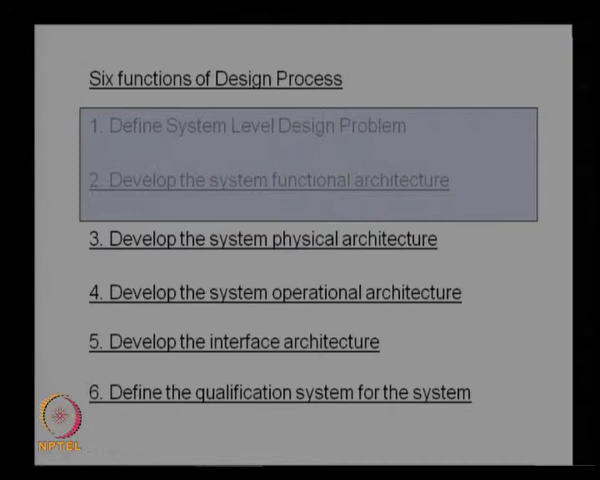 Six functions of Design Process
1. Define System Level Design Problem
2. Develop the system functional architecture
3. Develop the system physical architecture
4. Develop the system operational architecture
5. Develop the interface architecture
6. Define the qualification system for the system
NPTEL